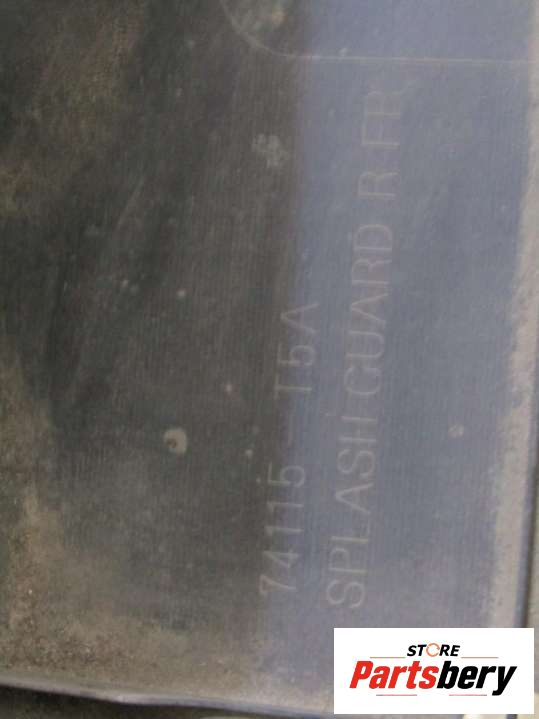 74115-T5A
SPLASH GUARD R FR
STORE
Partsbery